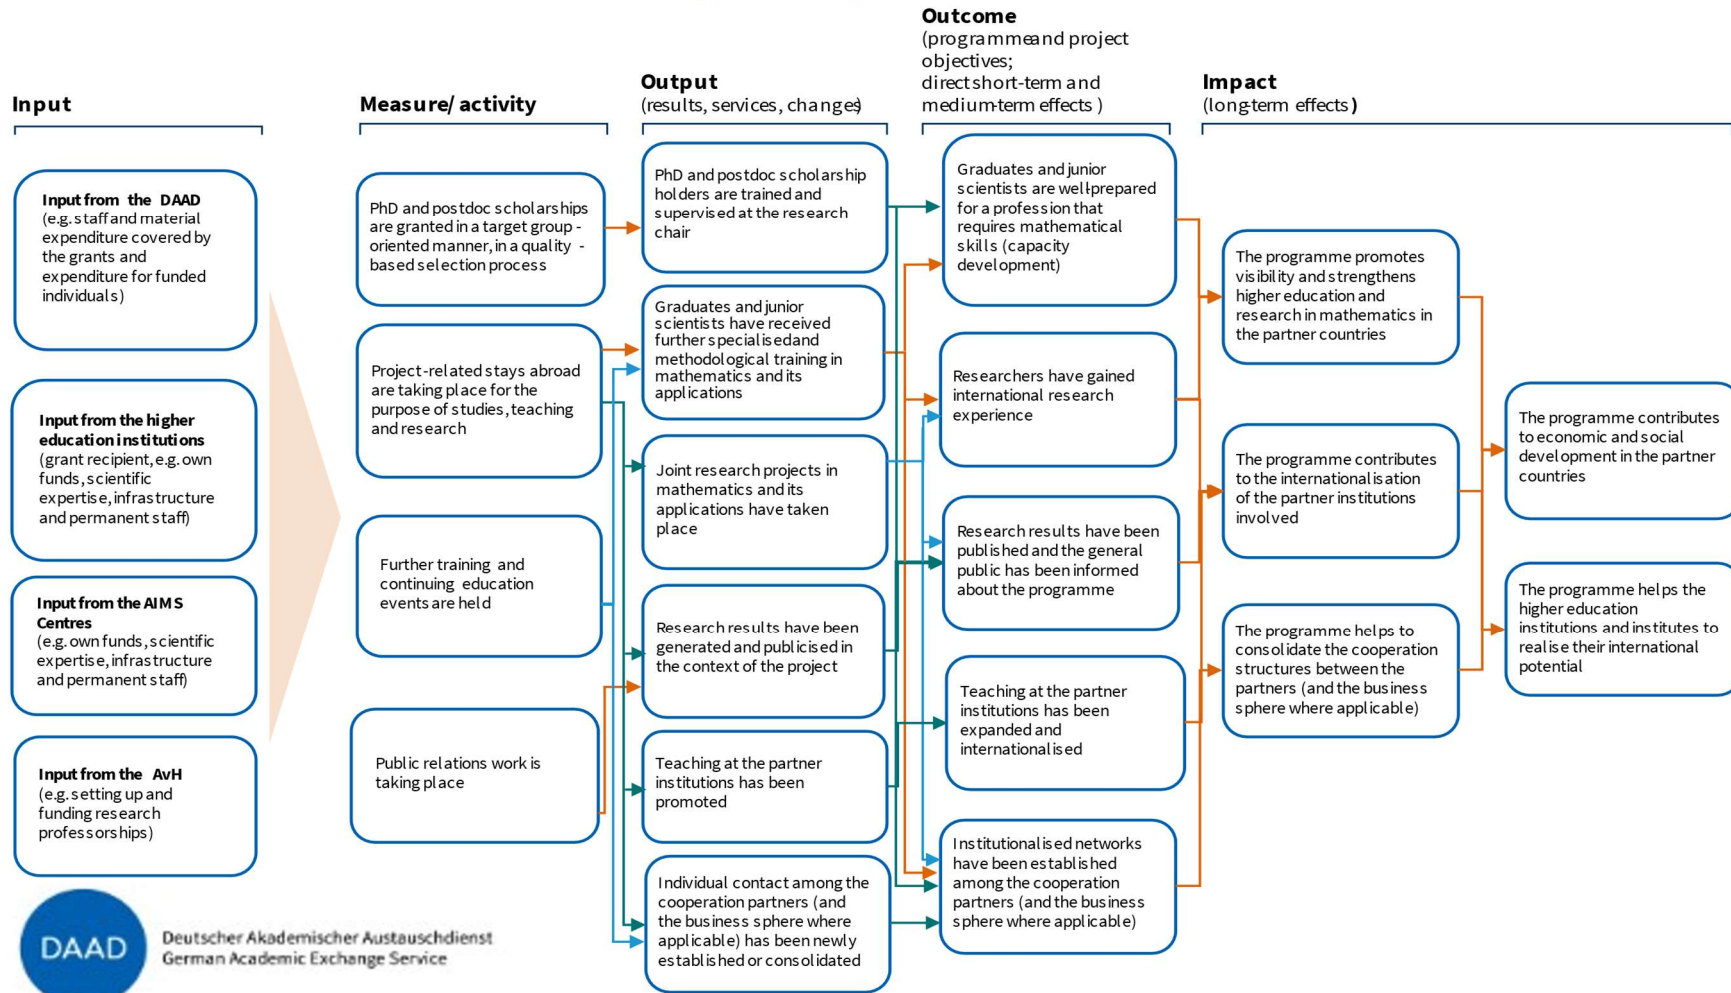 Input
Input from the DAAD
(e.g. staff and material
expenditure covered by
the grants and
expenditure for funded
individuals)
Input from the higher
education institutions
(grant recipient, e.g. own
funds, scientific
expertise, infrastructure
and permanent staff)
Input from the AIMS
Centres
(e.g. own funds, scientific
expertise, infrastructure
and permanent staff)
Input from the AvH
(e.g. setting up and
funding research
professorships)
Measure/ activity
PhD and postdoc scholarships
are granted in a target group -
oriented manner, in a quality -
based selection process
Project-related stays abroad
are taking place for the
purpose of studies, teaching
and research
Further training and
continuing education
events are held
Public relations work is
taking place
Output
(results, services, changes)
PhD and postdoc scholarship
holders are trained and
supervised at the research
chair
Graduates and junior
scientists have received
further specialised and
methodological training in
mathematics and its
applications
Joint research projects in
mathematics and its
applications have taken
place
Research results have been
generated and publicised in
the context of the project
Teaching at the partner
institutions has been
promoted
Individual contact among the
cooperation partners (and
the business sphere where
applicable) has been newly
established or consolidated
Outcome
(programme and project
objectives;
direct short-term and
medium-term effects )
Graduates and junior
scientists are well-prepared
for a profession that
requires mathematical
skills (capacity
development)
Researchers have gained
international research
experience
Research results have been
published and the general
public has been informed
about the programme
Teaching at the partner
institutions has been
expanded and
internationalised
Institutionalised networks
have been established
among the cooperation
partners (and the business
sphere where applicable)
Impact
(long-term effects)
The programme promotes
visibility and strengthens
higher education and
research in mathematics in
the partner countries
The programme contributes
to the internationalisation
of the partner institutions
involved
The programme helps to
consolidate the cooperation
structures between the
partners (and the business
sphere where applicable)
The programme contributes
to economic and social
development in the partner
countries
The programme helps the
higher education
institutions and institutes to
realise their international
potential
DAAD
Deutscher Akademischer Austauschdienst
German Academic Exchange Service